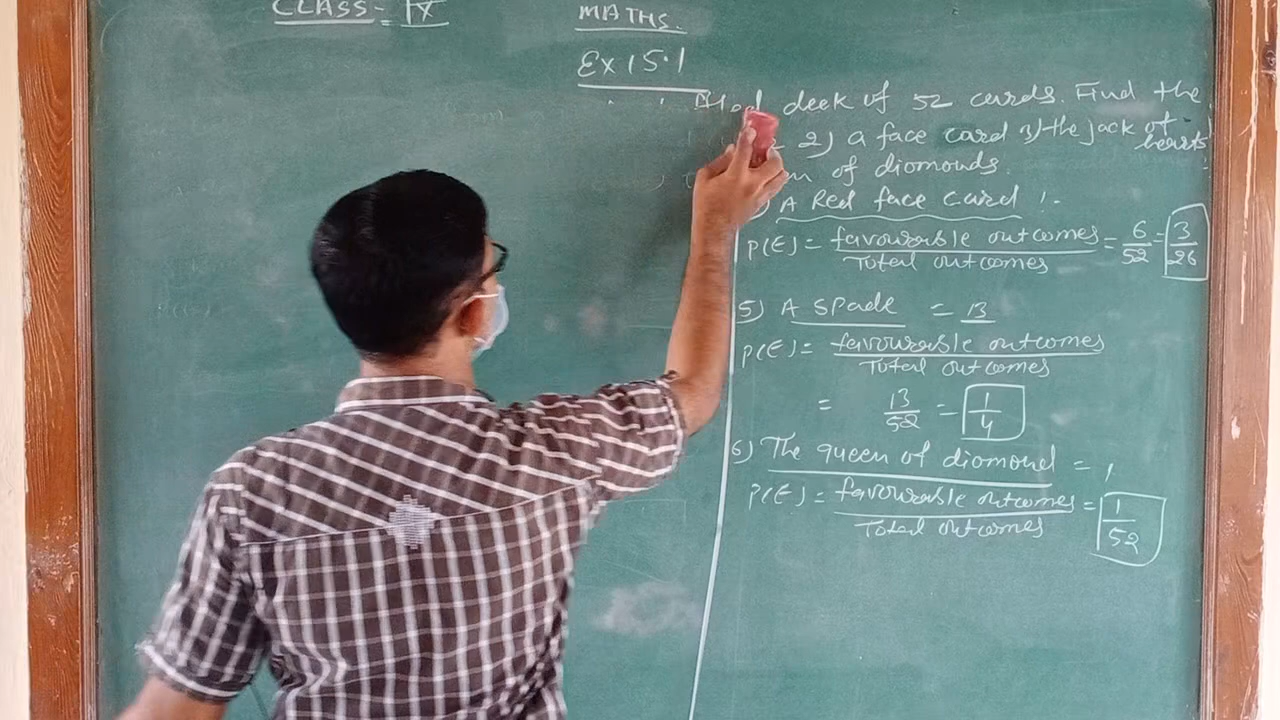 CLASS - IX
MATHS.
Ex 15.1
deck of 52 cards. Find the
2) a face card 3) the jack of hearts
of diomonds.
) A Red face card :-
P(E) = favourable outcomes / Total outcomes = 6/52 = 3/26
5) A spade = 13
P(E) = favourable outcomes / Total outcomes
= 13/52 = 1/4
6) The queen of diomond = 1
P(E) = favourable outcomes / Total outcomes = 1/52